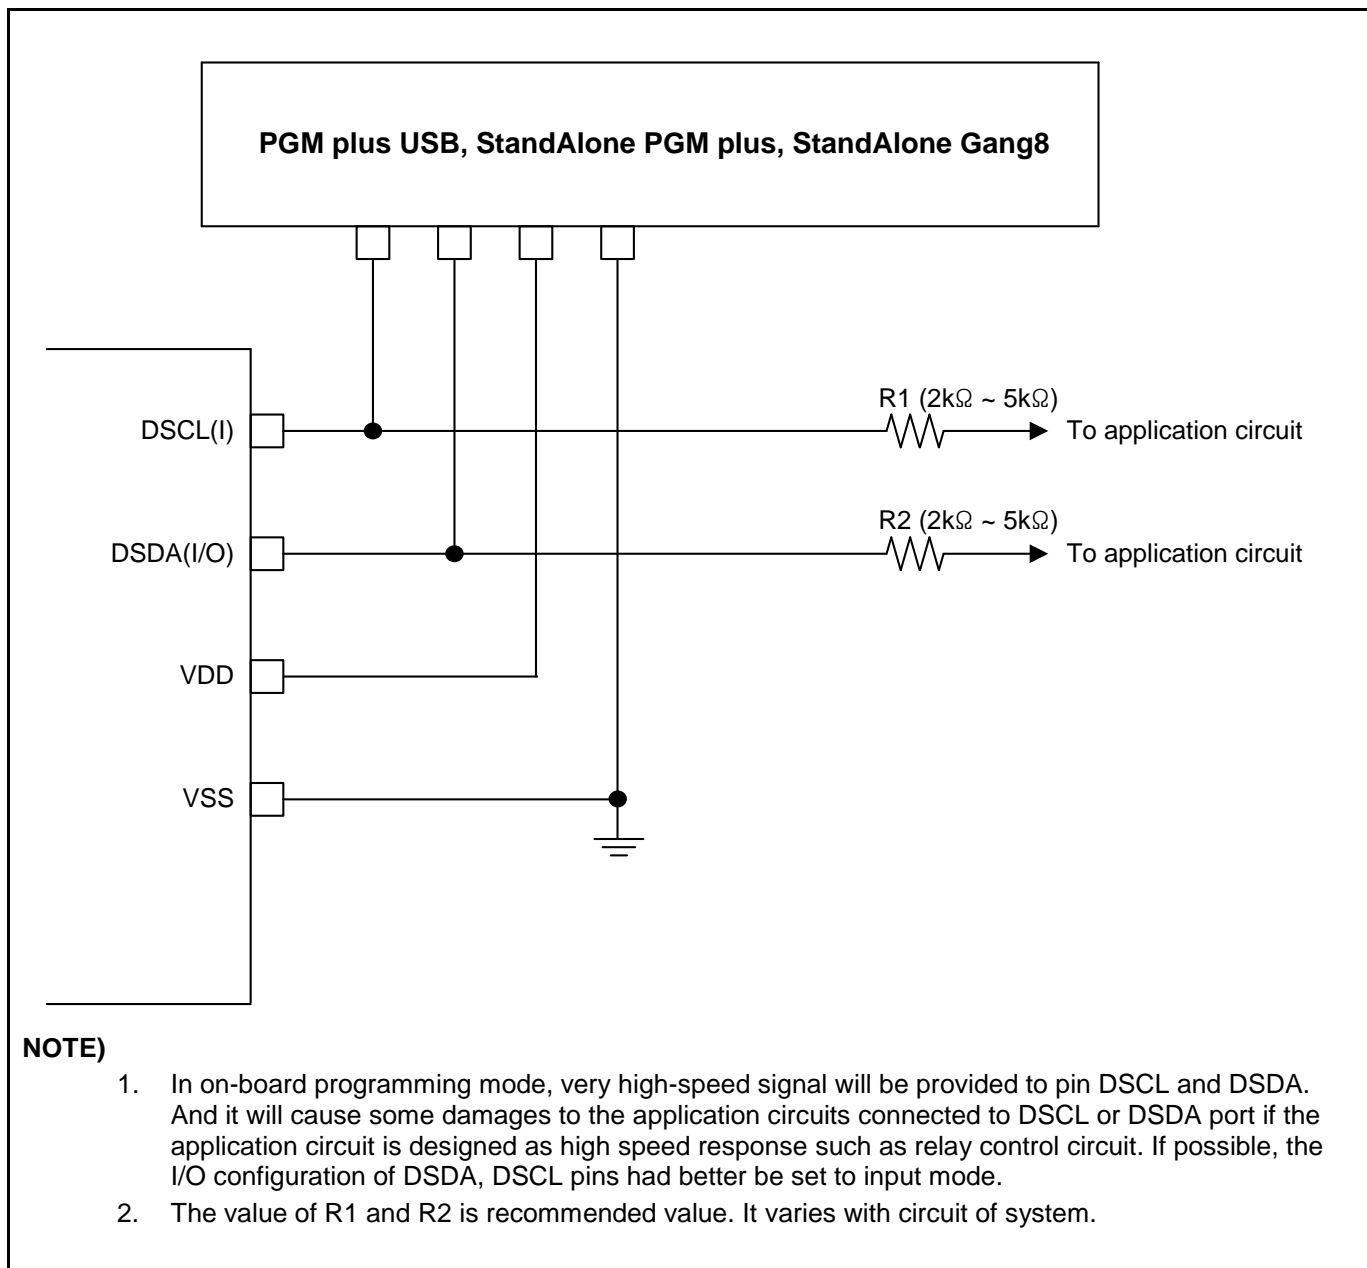 PGM plus USB, StandAlone PGM plus, StandAlone Gang8
R1 (2kΩ ~ 5kΩ)
DSCL(I)
To application circuit
R2 (2kΩ ~ 5kΩ)
DSDA(I/O)
To application circuit
VDD
VSS
NOTE)
1. In on-board programming mode, very high-speed signal will be provided to pin DSCL and DSDA.
And it will cause some damages to the application circuits connected to DSCL or DSDA port if the
application circuit is designed as high speed response such as relay control circuit. If possible, the
I/O configuration of DSDA, DSCL pins had better be set to input mode.
2. The value of R1 and R2 is recommended value. It varies with circuit of system.